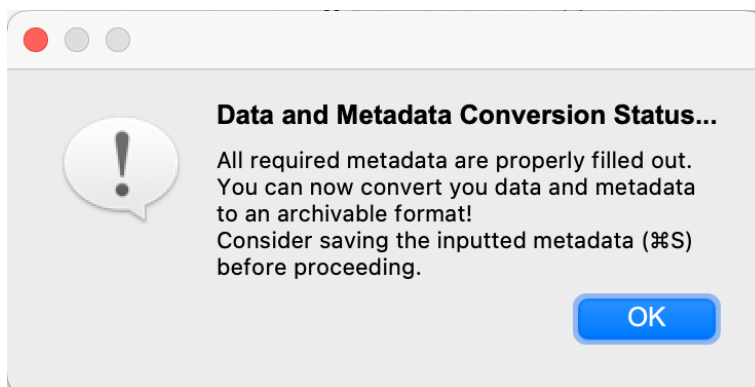 Data and Metadata Conversion Status...
All required metadata are properly filled out.
You can now convert you data and metadata
to an archivable format!
Consider saving the inputted metadata (⌘S)
before proceeding.
OK